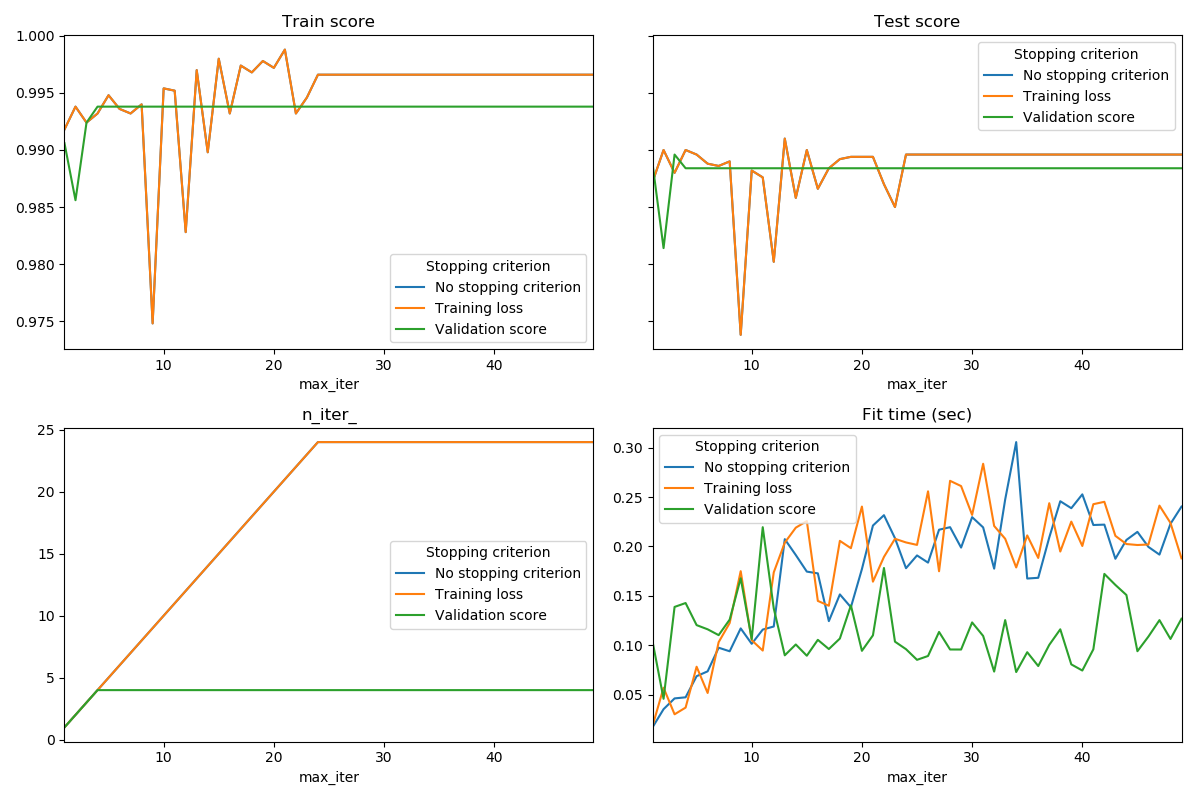 Train score
1.000
0.995
0.990
0.985
0.980
0.975
Stopping criterion
No stopping criterion
Training loss
Validation score
10
20
30
40
max_iter
Test score
Stopping criterion
No stopping criterion
Training loss
Validation score
10
20
30
40
max_iter
n_iter_
25
20
15
10
5
0
Stopping criterion
No stopping criterion
Training loss
Validation score
10
20
30
40
max_iter
Fit time (sec)
0.30
0.25
0.20
0.15
0.10
0.05
Stopping criterion
No stopping criterion
Training loss
Validation score
10
20
30
40
max_iter